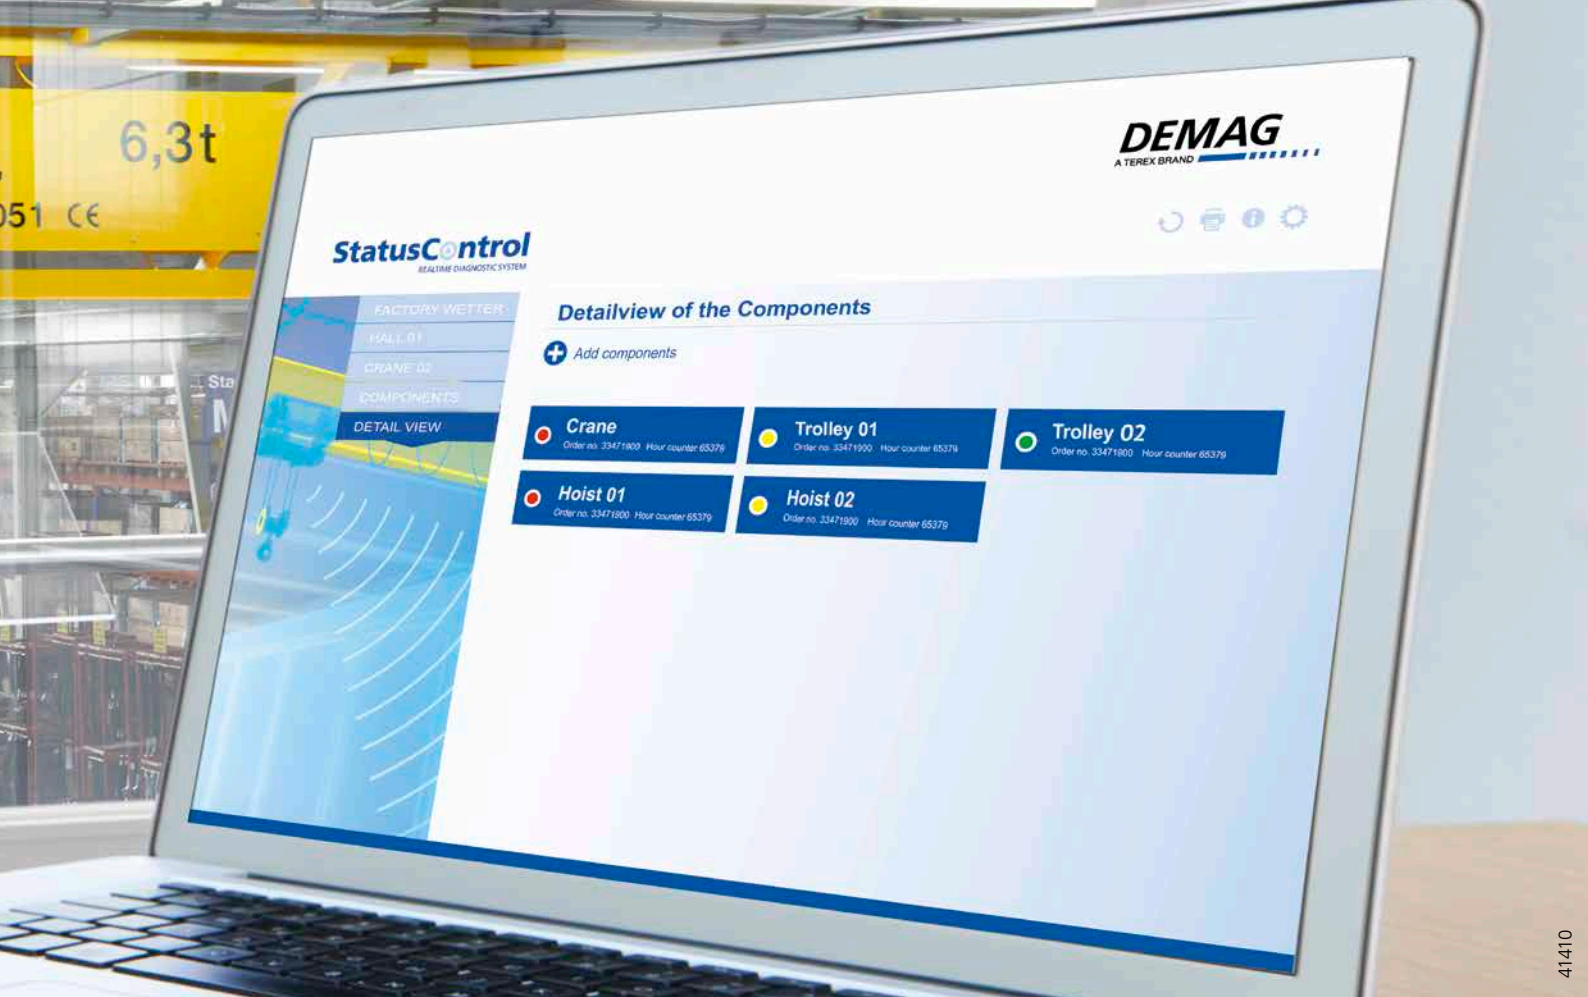 6,3t
051 CE
Sta
DEMAG
A TEREX BRAND
StatusControl
REALTIME DIAGNOSTIC SYSTEM
FACTORY WETTER
HALL 01
CRANE 02
COMPONENTS
DETAIL VIEW
Detailview of the Components
Add components
Crane
Order no. 33471900 Hour counter 65379
Trolley 01
Order no. 33471900 Hour counter 65379
Trolley 02
Order no. 33471900 Hour counter 65379
Hoist 01
Order no. 33471900 Hour counter 65379
Hoist 02
Order no. 33471900 Hour counter 65379
41410